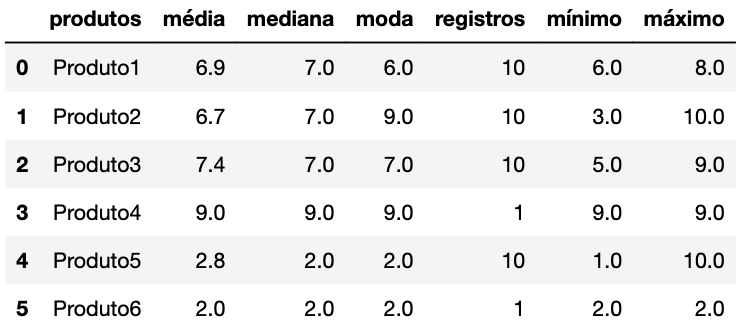 produtos média mediana moda registros mínimo máximo
0 Produto1 6.9 7.0 6.0 10 6.0 8.0
1 Produto2 6.7 7.0 9.0 10 3.0 10.0
2 Produto3 7.4 7.0 7.0 10 5.0 9.0
3 Produto4 9.0 9.0 9.0 1 9.0 9.0
4 Produto5 2.8 2.0 2.0 10 1.0 10.0
5 Produto6 2.0 2.0 2.0 1 2.0 2.0